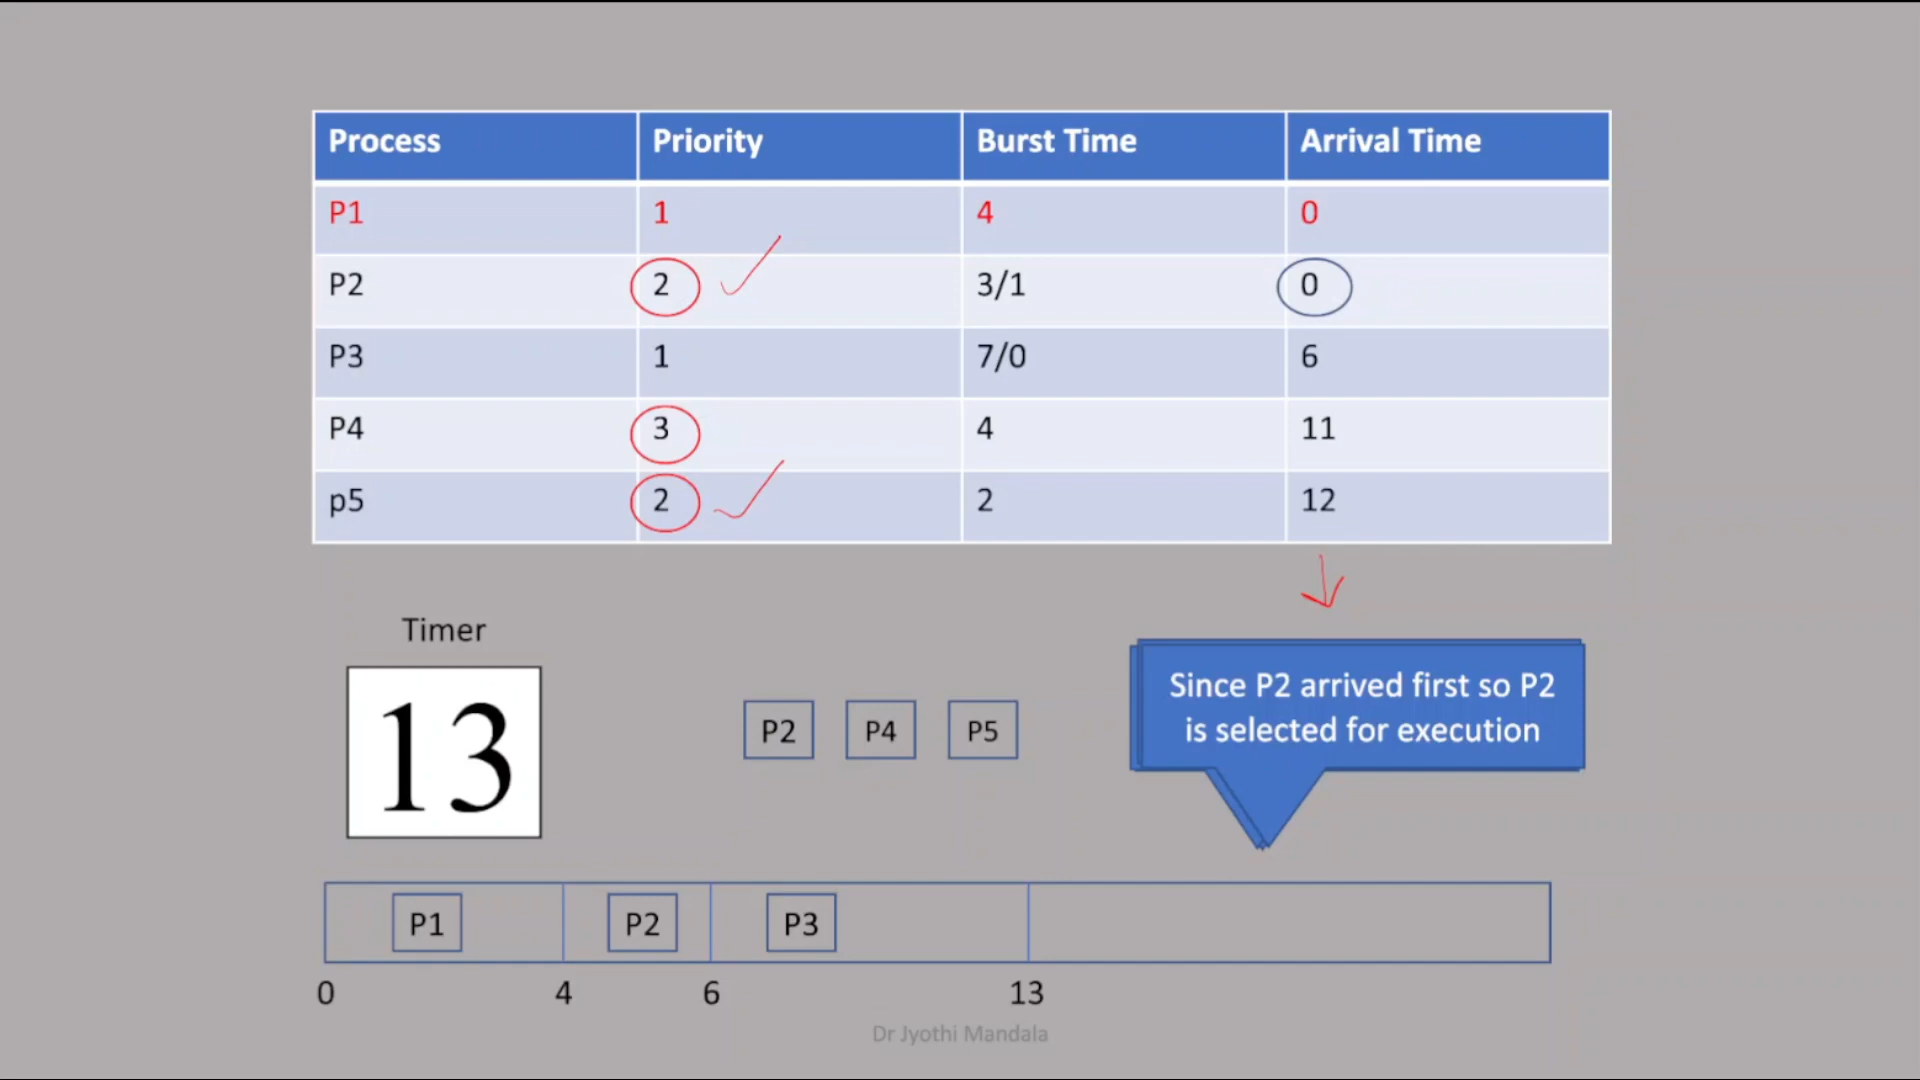 Process Priority Burst Time Arrival Time
P1 1 4 0
P2 2 3/1 0
P3 1 7/0 6
P4 3 4 11
p5 2 2 12
Timer
13
P2 P4 P5
Since P2 arrived first so P2
is selected for execution
P1 P2 P3
0 4 6 13
Dr Jyothi Mandala